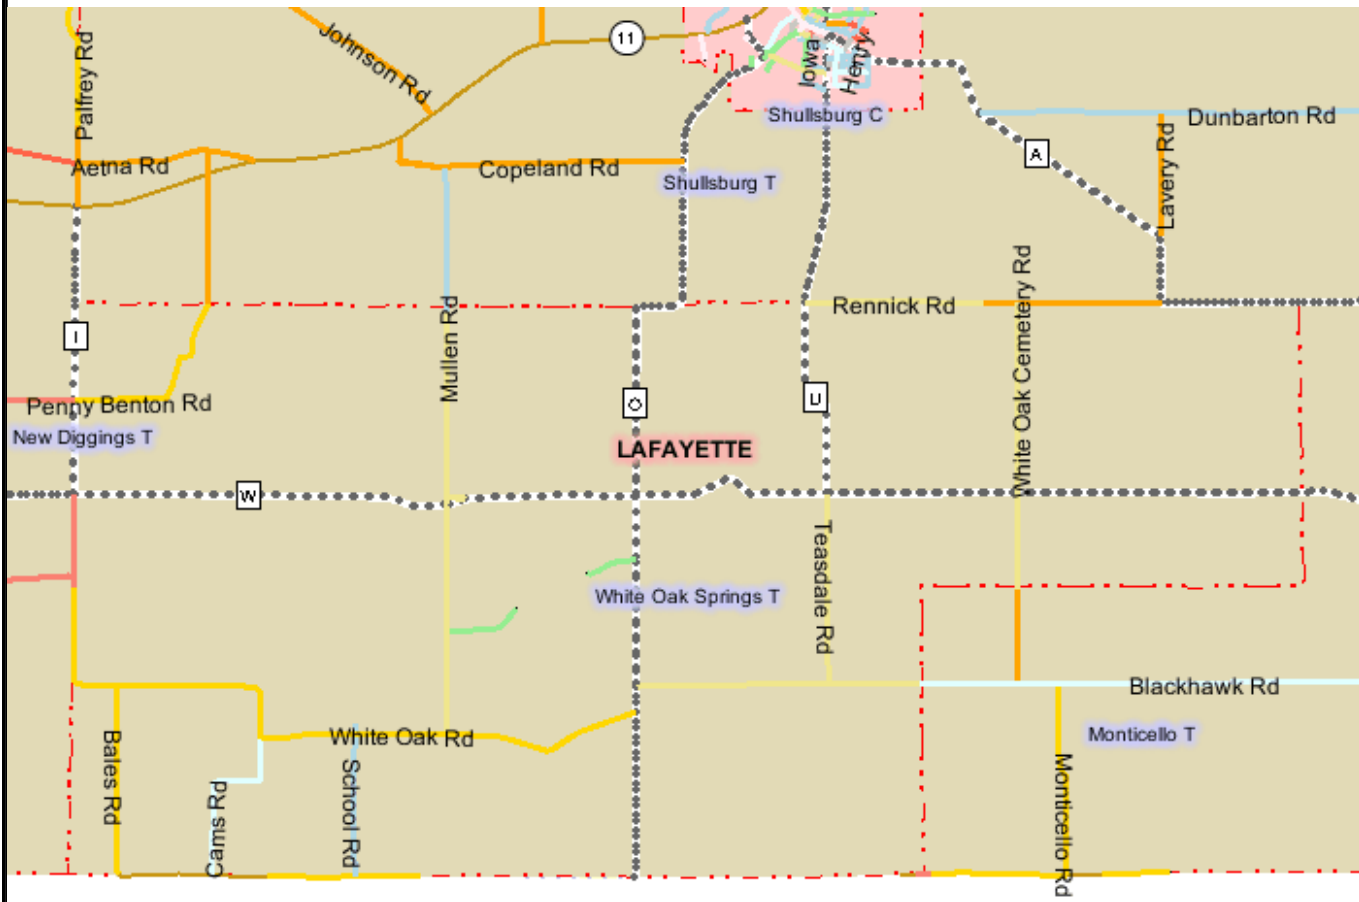 Palfrey Rd
Johnson Rd
11
Iowa
Henry
Shullsburg C
Dunbarton Rd
A
Lavery Rd
Aetna Rd
Copeland Rd
Shullsburg T
White Oak Cemetery Rd
Rennick Rd
I
Mullen Rd
Penny Benton Rd
O
U
New Diggings T
LAFAYETTE
W
Teasdale Rd
White Oak Springs T
Blackhawk Rd
White Oak Rd
Monticello T
Bales Rd
Cams Rd
School Rd
Monticello Rd